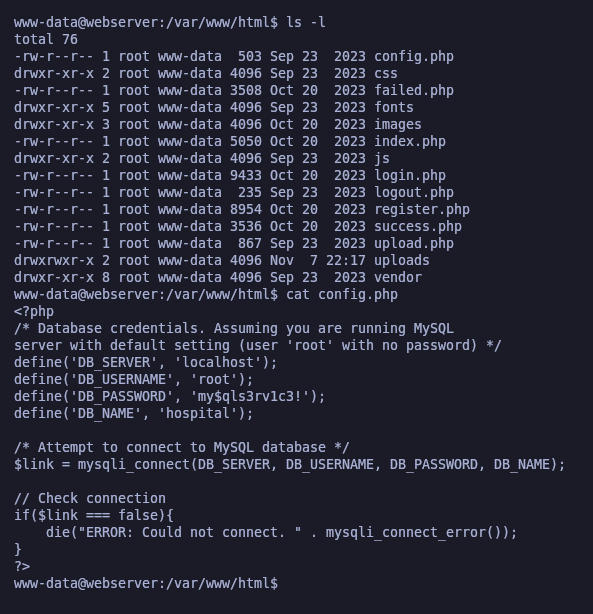 www-data@webserver:/var/www/html$ ls -l
total 76
-rw-r--r-- 1 root www-data  503 Sep 23  2023 config.php
drwxr-xr-x 2 root www-data 4096 Sep 23  2023 css
-rw-r--r-- 1 root www-data 3508 Oct 20  2023 failed.php
drwxr-xr-x 5 root www-data 4096 Sep 23  2023 fonts
drwxr-xr-x 3 root www-data 4096 Oct 20  2023 images
-rw-r--r-- 1 root www-data 5050 Oct 20  2023 index.php
drwxr-xr-x 2 root www-data 4096 Sep 23  2023 js
-rw-r--r-- 1 root www-data 9433 Oct 20  2023 login.php
-rw-r--r-- 1 root www-data  235 Sep 23  2023 logout.php
-rw-r--r-- 1 root www-data 8954 Oct 20  2023 register.php
-rw-r--r-- 1 root www-data 3536 Oct 20  2023 success.php
-rw-r--r-- 1 root www-data  867 Sep 23  2023 upload.php
drwxrwxr-x 2 root www-data 4096 Nov  7 22:17 uploads
drwxr-xr-x 8 root www-data 4096 Sep 23  2023 vendor
www-data@webserver:/var/www/html$ cat config.php
<?php
/* Database credentials. Assuming you are running MySQL
server with default setting (user 'root' with no password) */
define('DB_SERVER', 'localhost');
define('DB_USERNAME', 'root');
define('DB_PASSWORD', 'my$qls3rv1c3!');
define('DB_NAME', 'hospital');

/* Attempt to connect to MySQL database */
$link = mysqli_connect(DB_SERVER, DB_USERNAME, DB_PASSWORD, DB_NAME);

// Check connection
if($link === false){
    die("ERROR: Could not connect. " . mysqli_connect_error());
}
?>
www-data@webserver:/var/www/html$